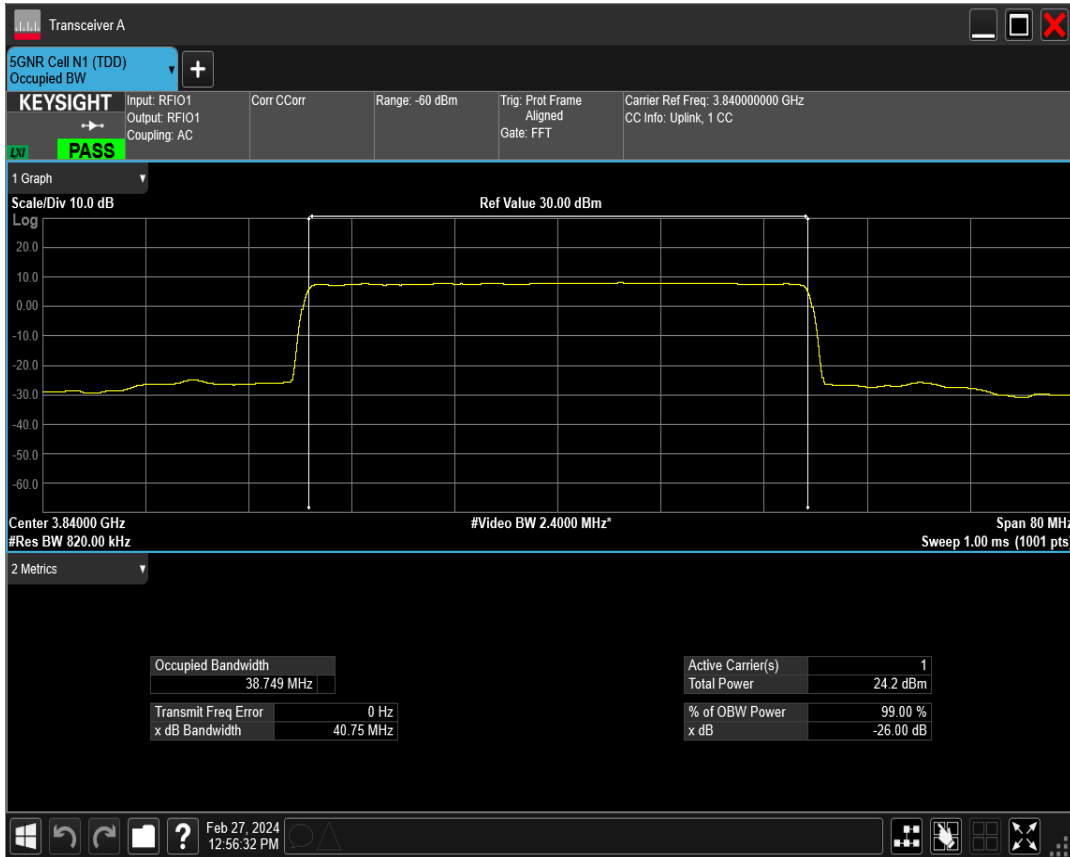 Transceiver A
5GNR Cell N1 (TDD)
Occupied BW
+
KEYSIGHT
LXI
PASS
Input: RFIO1
Output: RFIO1
Coupling: AC
Corr CCorr
Range: -60 dBm
Trig: Prot Frame
Aligned
Gate: FFT
Carrier Ref Freq: 3.840000000 GHz
CC Info: Uplink, 1 CC
1 Graph
Scale/Div 10.0 dB
Ref Value 30.00 dBm
Log
20.0
10.0
0.00
-10.0
-20.0
-30.0
-40.0
-50.0
-60.0
Center 3.84000 GHz
#Video BW 2.4000 MHz*
Span 80 MHz
#Res BW 820.00 kHz
Sweep 1.00 ms (1001 pts)
2 Metrics
Occupied Bandwidth
38.749 MHz
Transmit Freq Error 0 Hz
x dB Bandwidth 40.75 MHz
Active Carrier(s) 1
Total Power 24.2 dBm
% of OBW Power 99.00 %
x dB -26.00 dB
?
Feb 27, 2024
12:56:32 PM